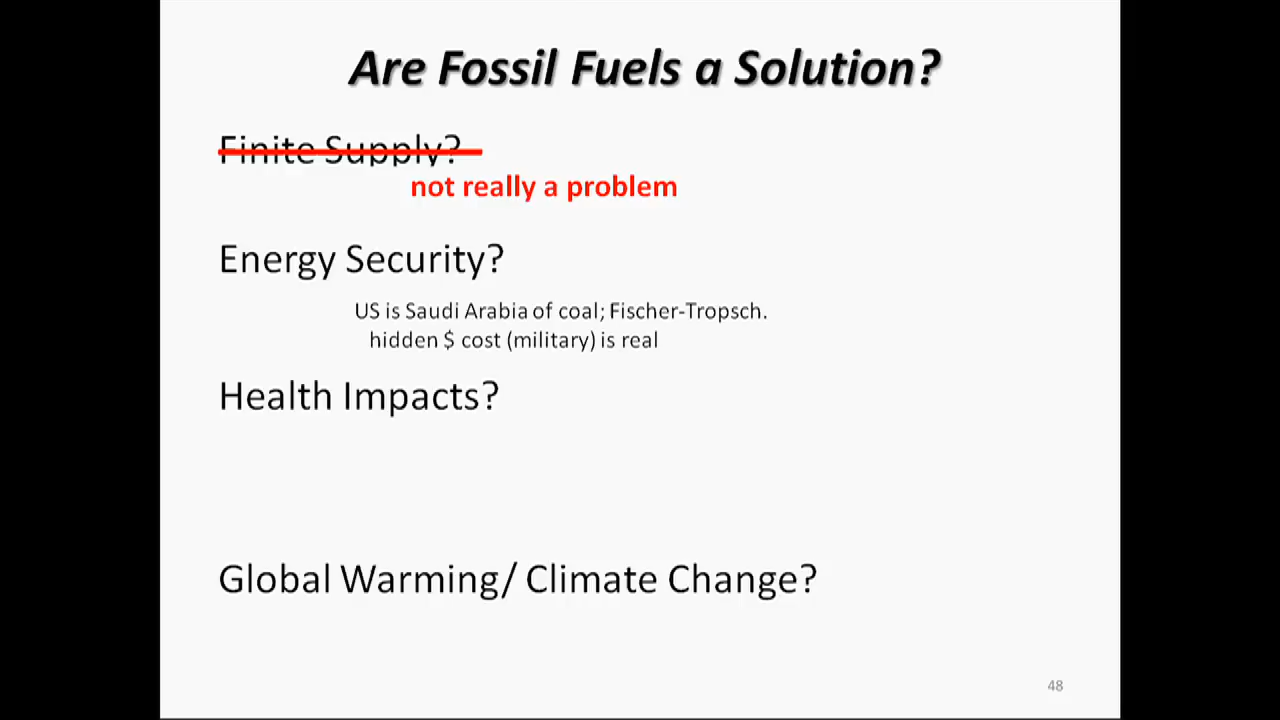 Are Fossil Fuels a Solution?
Finite Supply?
not really a problem
Energy Security?
US is Saudi Arabia of coal; Fischer-Tropsch.
hidden $ cost (military) is real
Health Impacts?
Global Warming/ Climate Change?
48